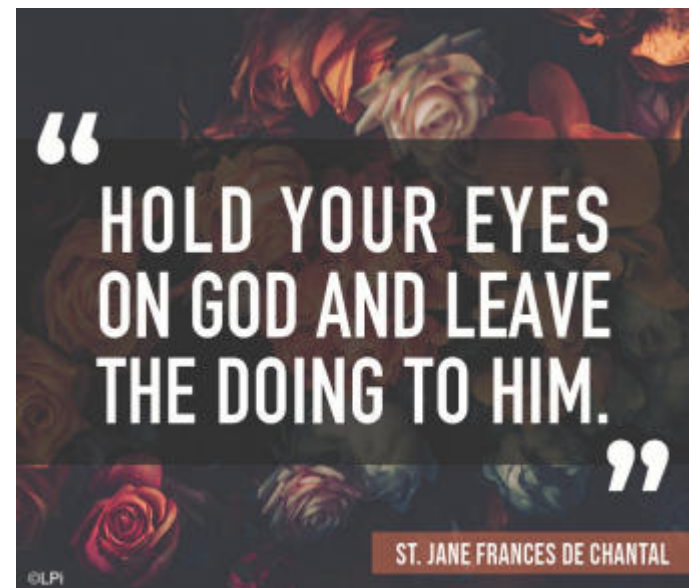 “
HOLD YOUR EYES
ON GOD AND LEAVE
THE DOING TO HIM.
”
ST. JANE FRANCES DE CHANTAL
©LPi